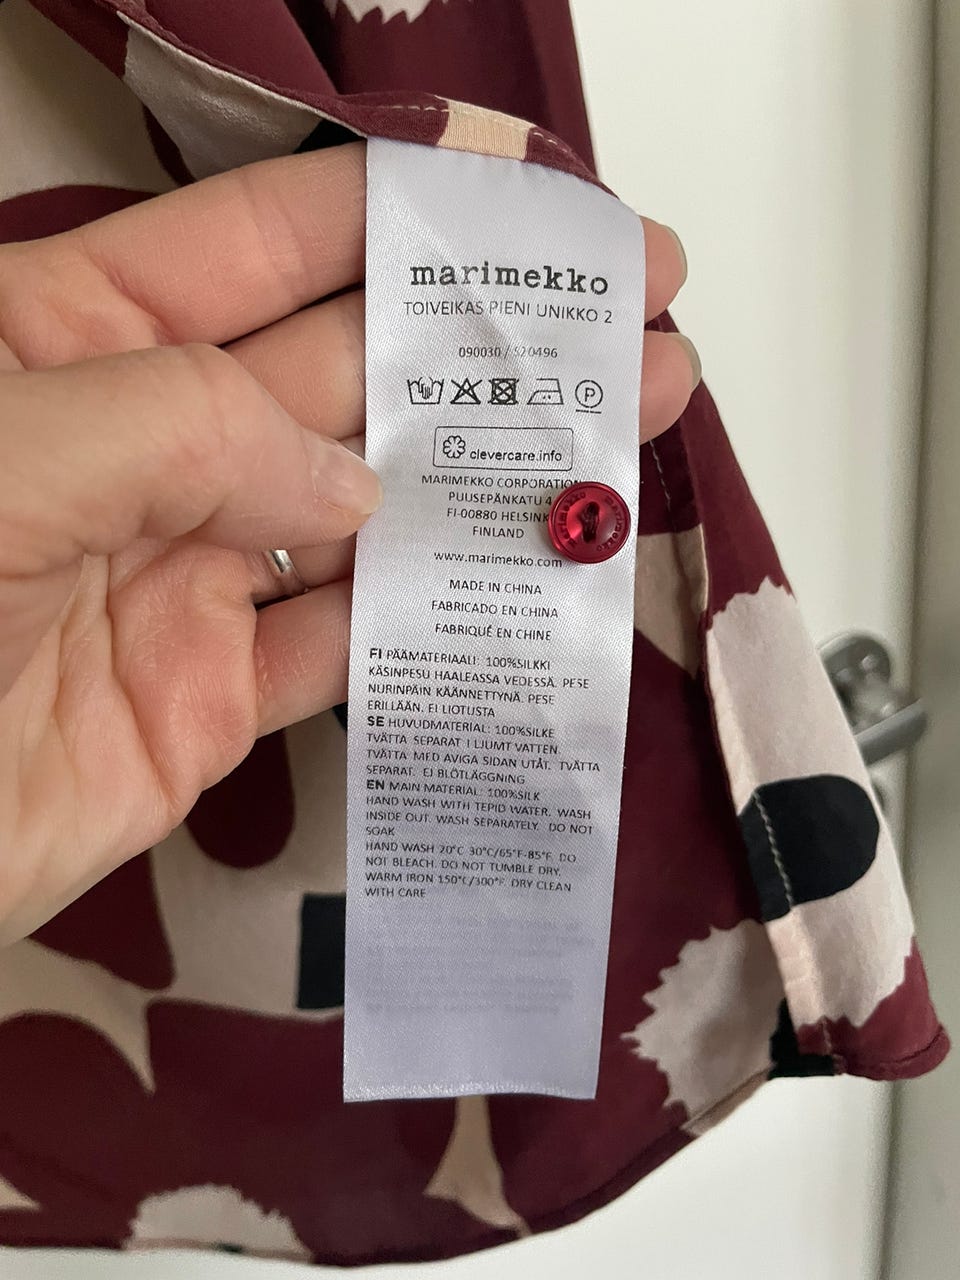 marimekko
TOIVEIKAS PIENI UNIKKO 2
090030 / 520496
P
clevercare.info
MARIMEKKO CORPORATION
PUUSEPÄNKATU 4
FI-00880 HELSINK
FINLAND
marimekko marimekko
www.marimekko.com
MADE IN CHINA
FABRICADO EN CHINA
FABRIQUÉ EN CHINE
FI PÄÄMATERIAALI: 100%SILKKI
KÄSINPESU HAALEASSA VEDESSÄ. PESE
NURINPÄIN KÄÄNNETTYNÄ. PESE
ERILLÄÄN. EI LIOTUSTA
SE HUVUDMATERIAL: 100%SILKE
TVÄTTA SEPARAT I LJUMT VATTEN.
TVÄTTA MED AVIGA SIDAN UTÅT. TVÄTTA
SEPARAT. EJ BLÖTLÄGGNING
EN MAIN MATERIAL: 100%SILK
HAND WASH WITH TEPID WATER. WASH
INSIDE OUT. WASH SEPARATELY. DO NOT
SOAK
HAND WASH 20°C 30°C/65°F-85°F. DO
NOT BLEACH. DO NOT TUMBLE DRY.
WARM IRON 150°C/300°F. DRY CLEAN
WITH CARE